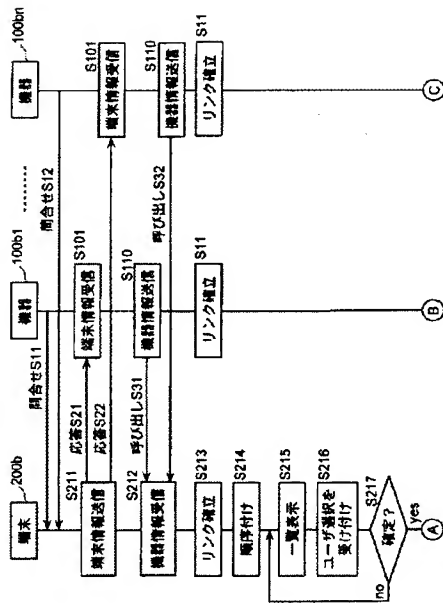 200b
端末
100b1
機器
........
100bn
機器
問合せS11
問合せS12
S211
端末情報送信
応答S21
応答S22
S101
端末情報受信
S101
端末情報受信
S212
機器情報受信
呼び出しS31
S110
機器情報送信
呼び出しS32
S110
機器情報送信
S213
リンク確立
S11
リンク確立
S11
リンク確立
S214
順序付け
S215
一覧表示
S216
ユーザ選択を
受け付け
S217
確定?
no
yes
A
B
C